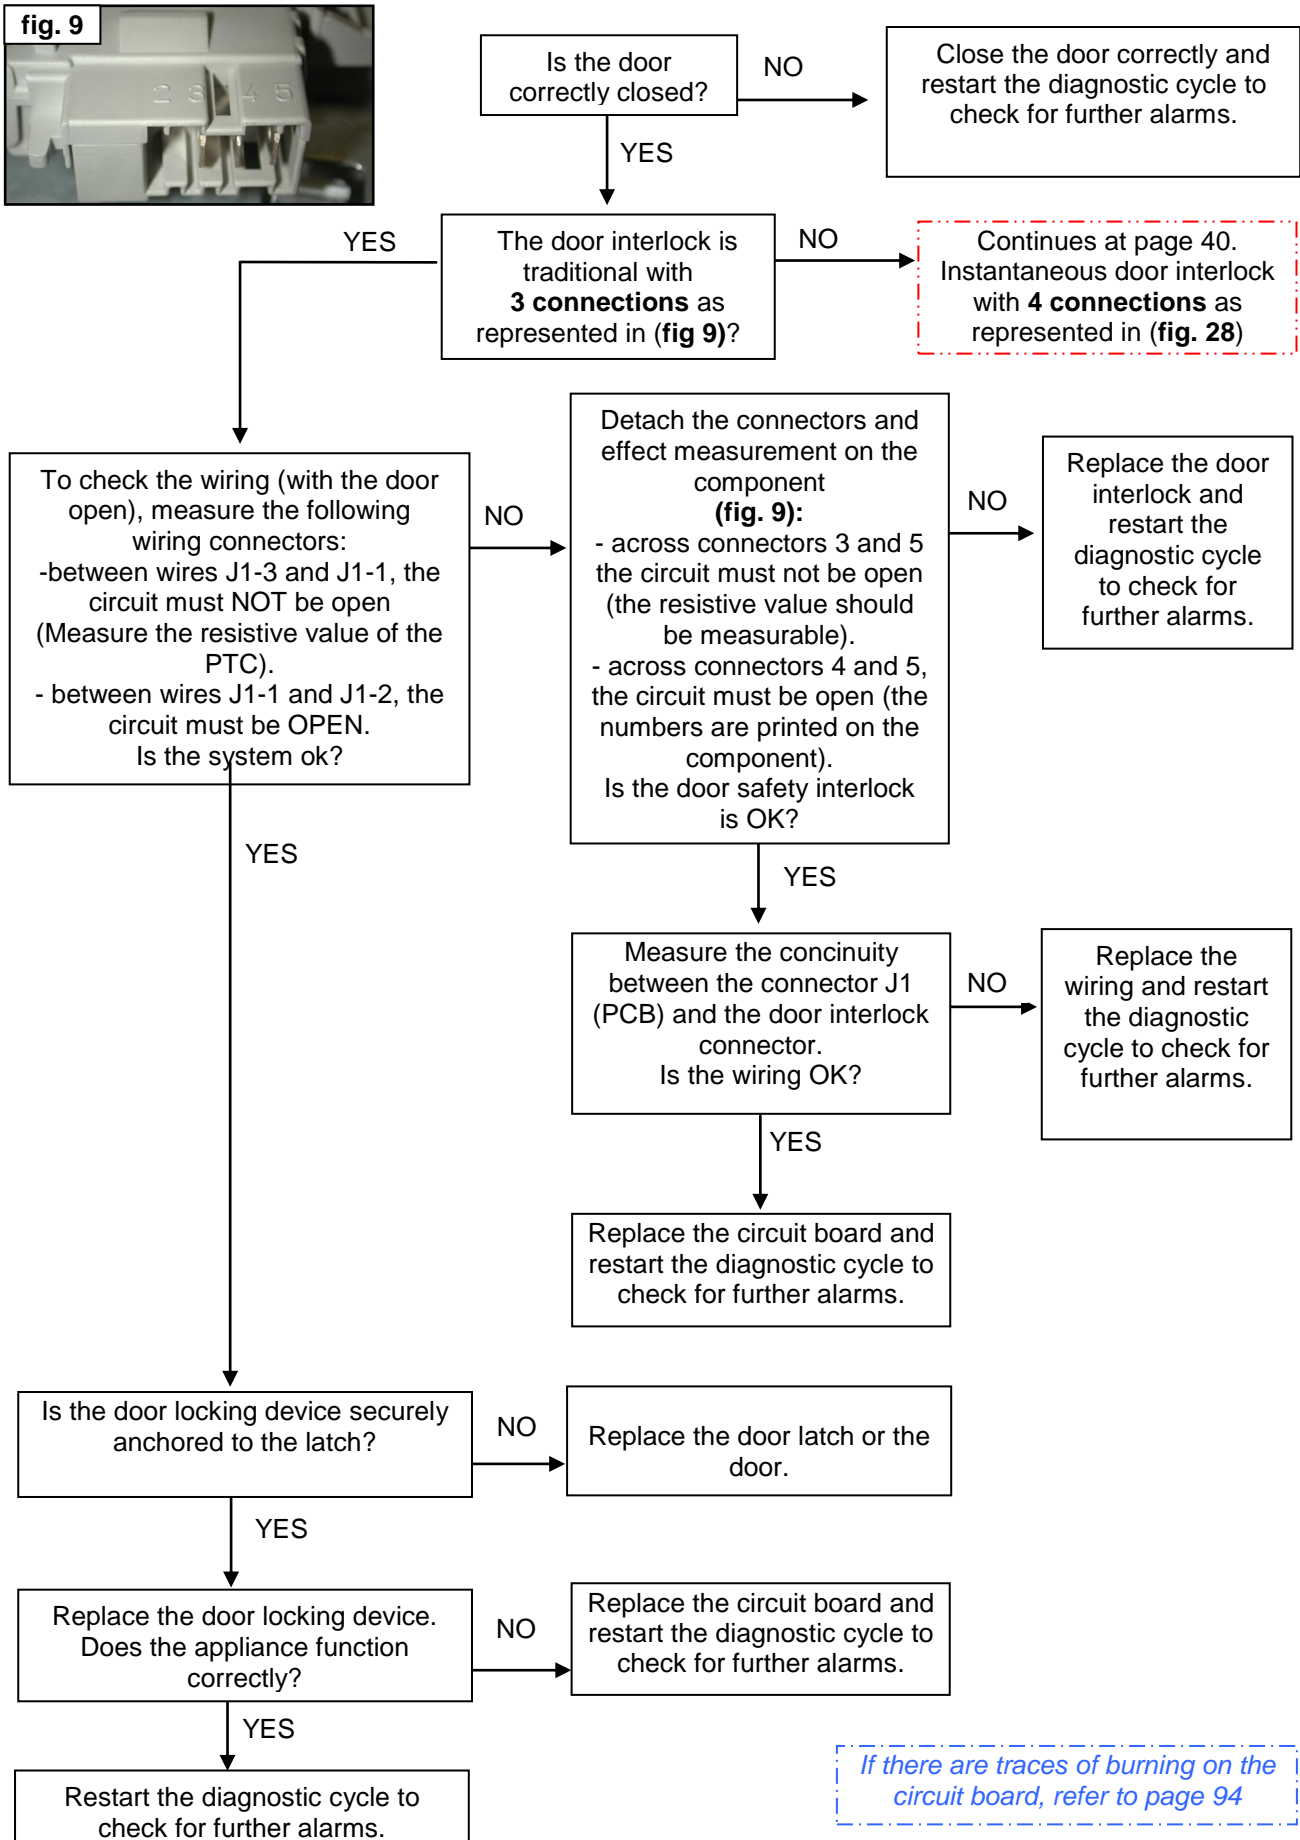 fig. 9
2 3 4 5
Is the door
correctly closed?
NO
Close the door correctly and
restart the diagnostic cycle to
check for further alarms.
YES
YES
The door interlock is
traditional with
3 connections as
represented in (fig 9)?
NO
Continues at page 40.
Instantaneous door interlock
with 4 connections as
represented in (fig. 28)
To check the wiring (with the door
open), measure the following
wiring connectors:
-between wires J1-3 and J1-1, the
circuit must NOT be open
(Measure the resistive value of the
PTC).
- between wires J1-1 and J1-2, the
circuit must be OPEN.
Is the system ok?
NO
Detach the connectors and
effect measurement on the
component
(fig. 9):
- across connectors 3 and 5
the circuit must not be open
(the resistive value should
be measurable).
- across connectors 4 and 5,
the circuit must be open (the
numbers are printed on the
component).
Is the door safety interlock
is OK?
NO
Replace the door
interlock and
restart the
diagnostic cycle
to check for
further alarms.
YES
YES
Measure the concinuity
between the connector J1
(PCB) and the door interlock
connector.
Is the wiring OK?
NO
Replace the
wiring and restart
the diagnostic
cycle to check for
further alarms.
YES
Replace the circuit board and
restart the diagnostic cycle to
check for further alarms.
Is the door locking device securely
anchored to the latch?
NO
Replace the door latch or the
door.
YES
Replace the door locking device.
Does the appliance function
correctly?
NO
Replace the circuit board and
restart the diagnostic cycle to
check for further alarms.
YES
Restart the diagnostic cycle to
check for further alarms.
If there are traces of burning on the
circuit board, refer to page 94